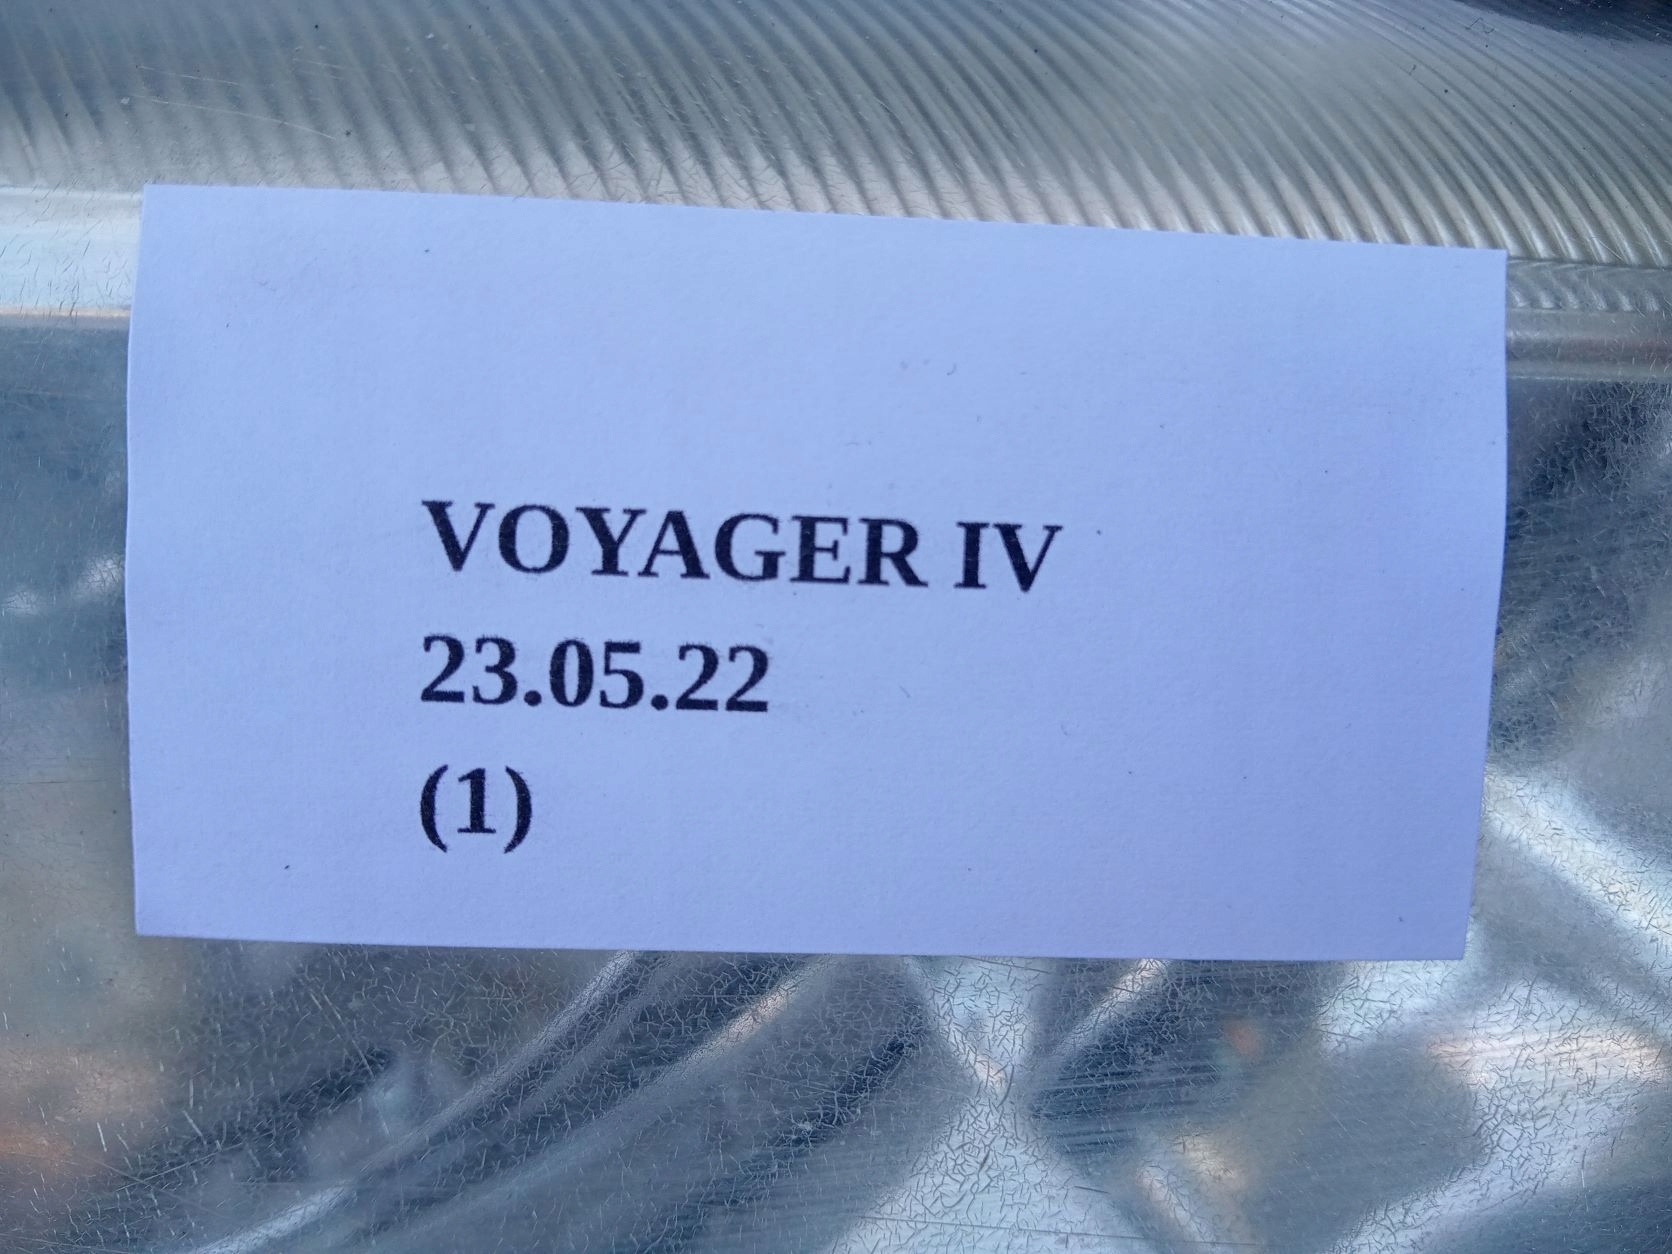 VOYAGER IV
23.05.22
(1)